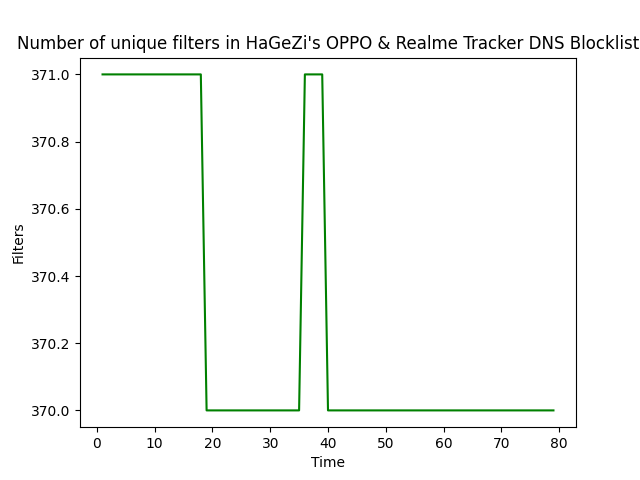 Number of unique filters in HaGeZi's OPPO & Realme Tracker DNS Blocklist
371.0
370.8
370.6
370.4
370.2
370.0
Filters
0 10 20 30 40 50 60 70 80
Time